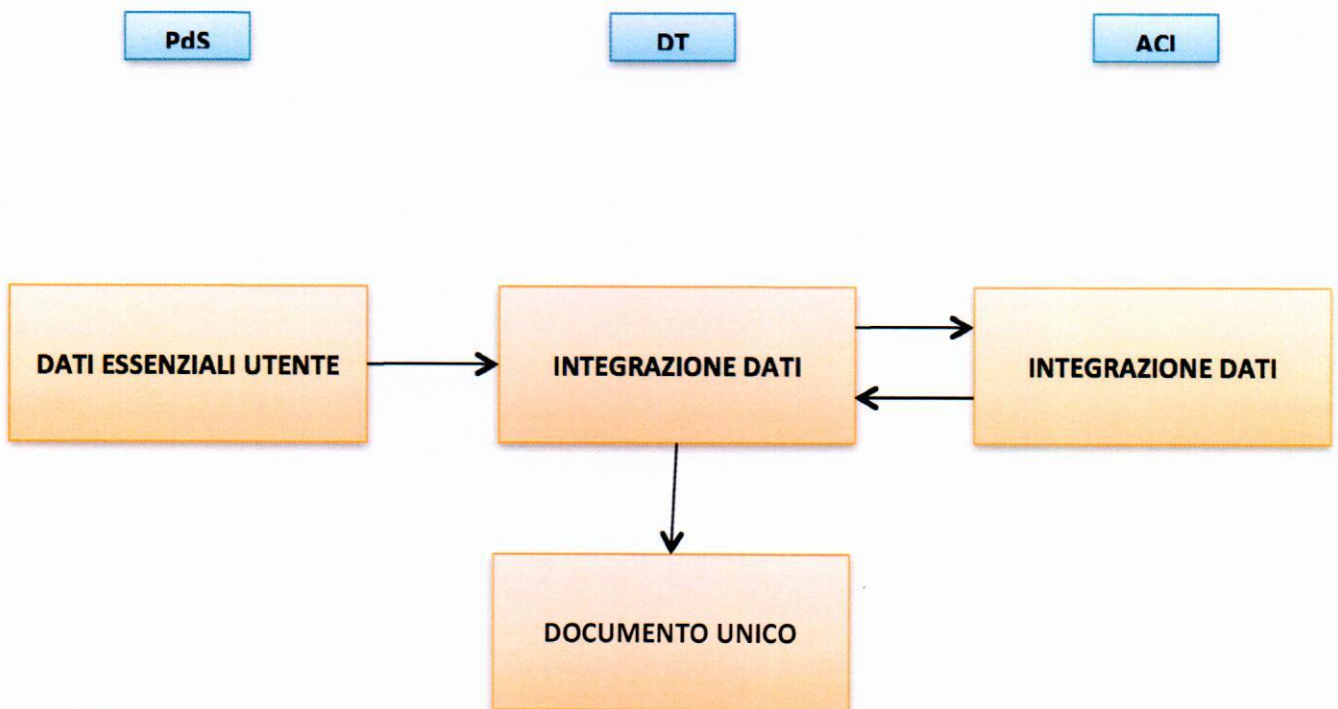 PdS
DT
ACI
DATI ESSENZIALI UTENTE
INTEGRAZIONE DATI
INTEGRAZIONE DATI
DOCUMENTO UNICO